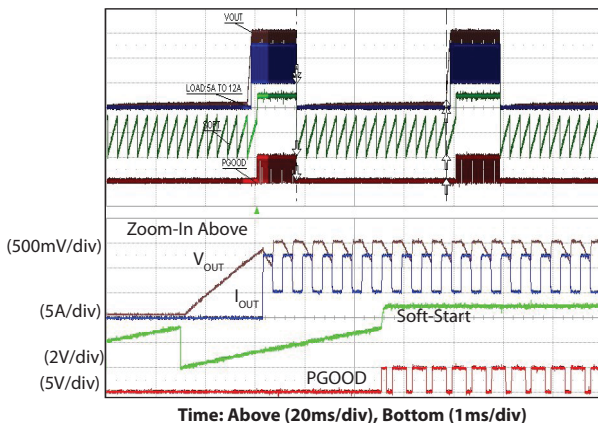 VOUT
LOAD:5A TO 12A
SOFT
PGOOD
Zoom-In Above
(500mV/div)
VOUT
IOUT
(5A/div)
Soft-Start
(2V/div)
PGOOD
(5V/div)
Time: Above (20ms/div), Bottom (1ms/div)